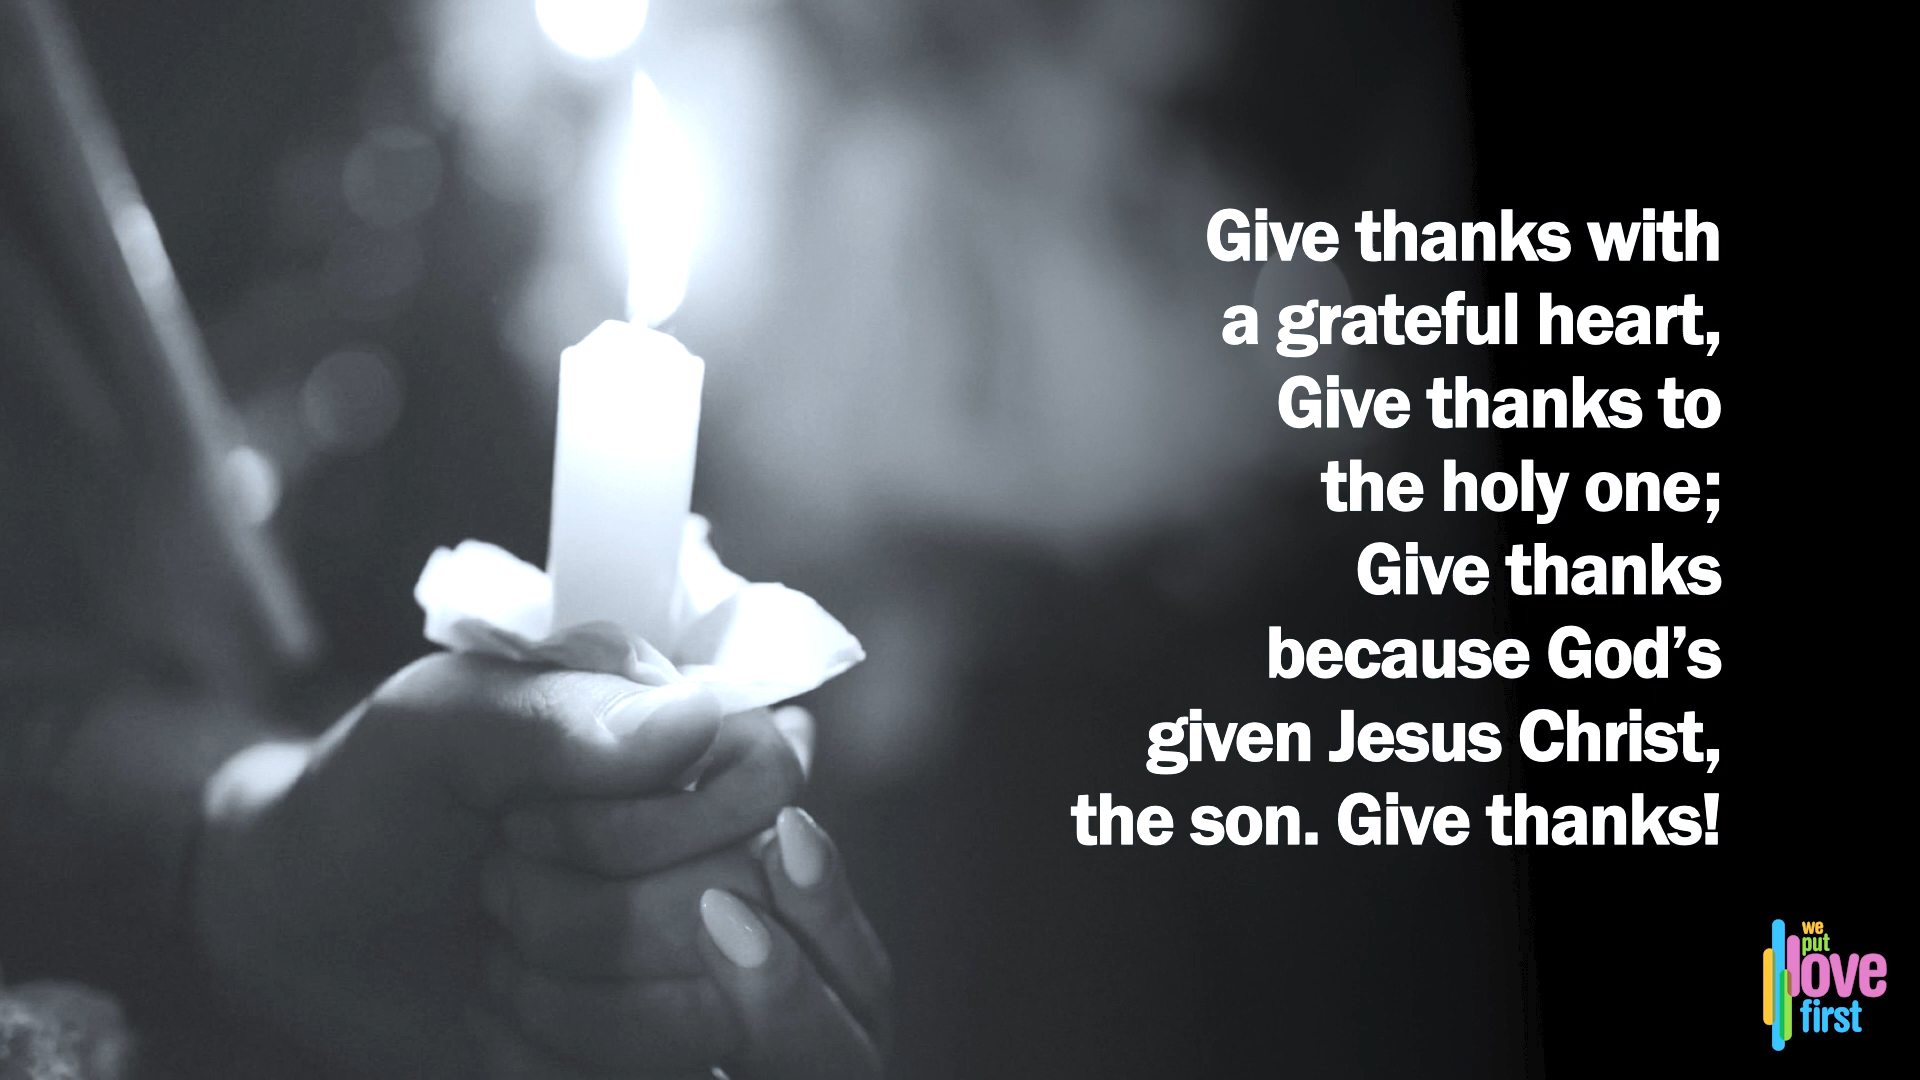 Give thanks with
a grateful heart,
Give thanks to
the holy one;
Give thanks
because God’s
given Jesus Christ,
the son. Give thanks!
we
put
love
first